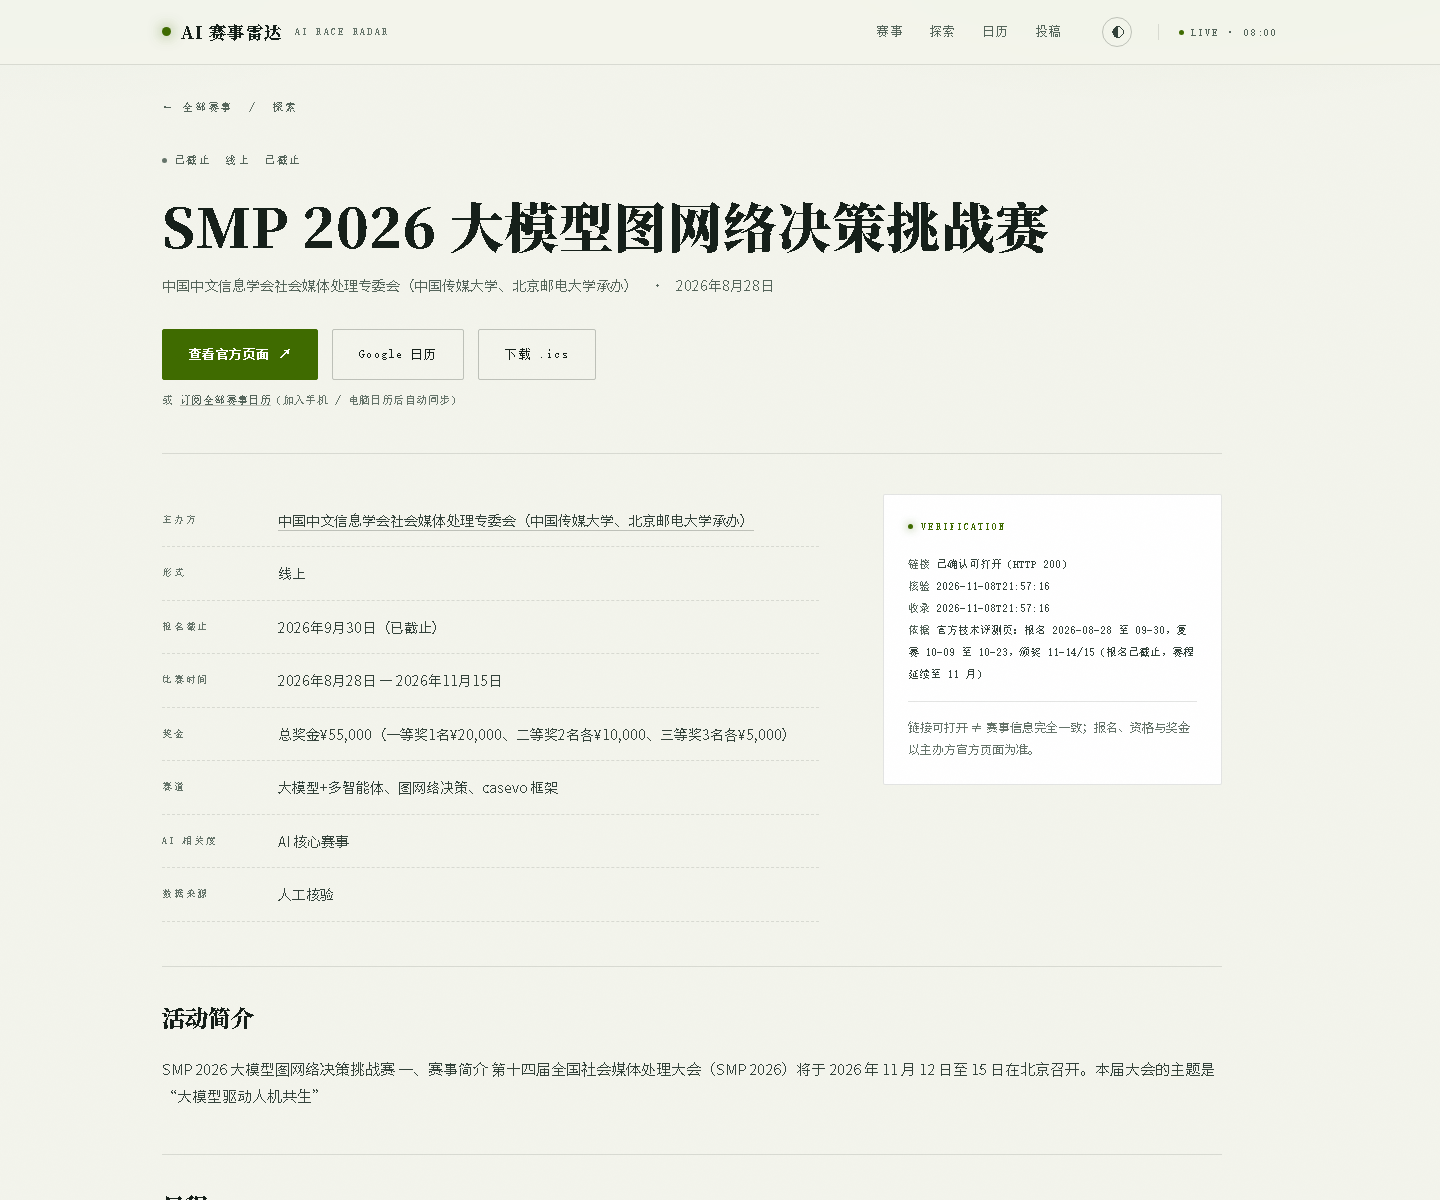 AI 赛事雷达 AI RACE RADAR 赛事 探索 日历 投稿 LIVE · 08:00
← 全部赛事 / 探索
已截止 线上 已截止
SMP 2026 大模型图网络决策挑战赛
中国中文信息学会社会媒体处理专委会（中国传媒大学、北京邮电大学承办） · 2026年8月28日
查看官方页面 ↗ Google 日历 下载 .ics
或 订阅全部赛事日历（加入手机 / 电脑日历后自动同步）
主办方 中国中文信息学会社会媒体处理专委会（中国传媒大学、北京邮电大学承办）
形式 线上
报名截止 2026年9月30日（已截止）
比赛时间 2026年8月28日 — 2026年11月15日
奖金 总奖金¥55,000（一等奖1名¥20,000、二等奖2名各¥10,000、三等奖3名各¥5,000）
赛道 大模型+多智能体、图网络决策、casevo 框架
AI 相关度 AI 核心赛事
数据来源 人工核验
VERIFICATION
链接 已确认可打开（HTTP 200）
核验 2026-11-08T21:57:16
收录 2026-11-08T21:57:16
依据 官方技术评测页：报名 2026-08-28 至 09-30，复
赛 10-09 至 10-23，颁奖 11-14/15（报名已截止，赛程
延续至 11 月）
链接可打开 ≠ 赛事信息完全一致；报名、资格与奖金
以主办方官方页面为准。
活动简介
SMP 2026 大模型图网络决策挑战赛 一、赛事简介 第十四届全国社会媒体处理大会（SMP 2026）将于 2026 年 11 月 12 日至 15 日在北京召开。本届大会的主题是
“大模型驱动人机共生”